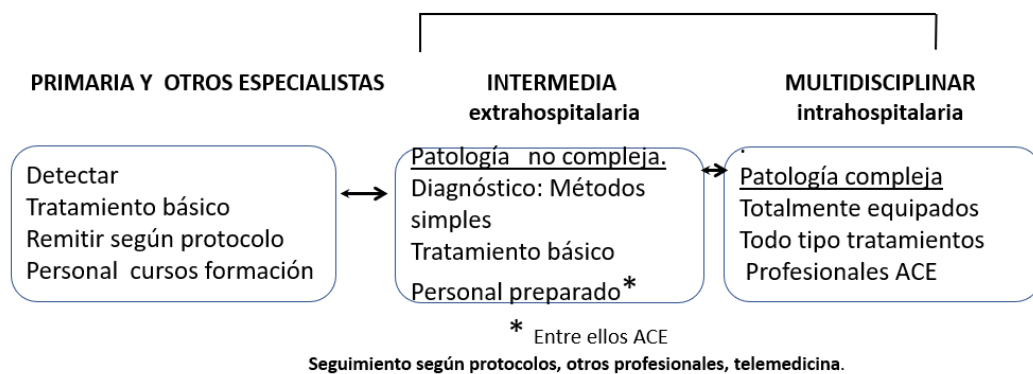 PRIMARIA Y OTROS ESPECIALISTAS
Detectar
Tratamiento básico
Remitir según protocolo
Personal cursos formación
INTERMEDIA
extrahospitalaria
Patología no compleja.
Diagnóstico: Métodos
simples
Tratamiento básico
Personal preparado*
MULTIDISCIPLINAR
intrahospitalaria
.
Patología compleja
Totalmente equipados
Todo tipo tratamientos
Profesionales ACE
* Entre ellos ACE
Seguimiento según protocolos, otros profesionales, telemedicina.